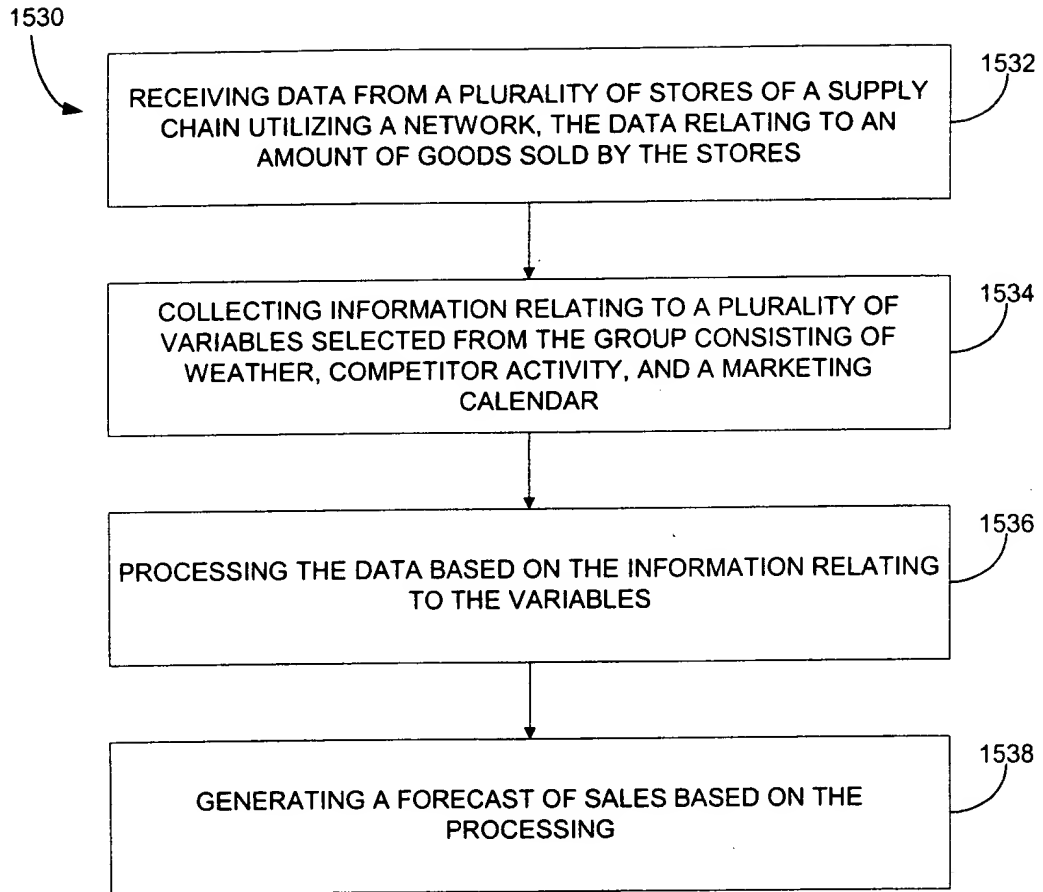 1530
1532
RECEIVING DATA FROM A PLURALITY OF STORES OF A SUPPLY
CHAIN UTILIZING A NETWORK, THE DATA RELATING TO AN
AMOUNT OF GOODS SOLD BY THE STORES
1534
COLLECTING INFORMATION RELATING TO A PLURALITY OF
VARIABLES SELECTED FROM THE GROUP CONSISTING OF
WEATHER, COMPETITOR ACTIVITY, AND A MARKETING
CALENDAR
1536
PROCESSING THE DATA BASED ON THE INFORMATION RELATING
TO THE VARIABLES
1538
GENERATING A FORECAST OF SALES BASED ON THE
PROCESSING